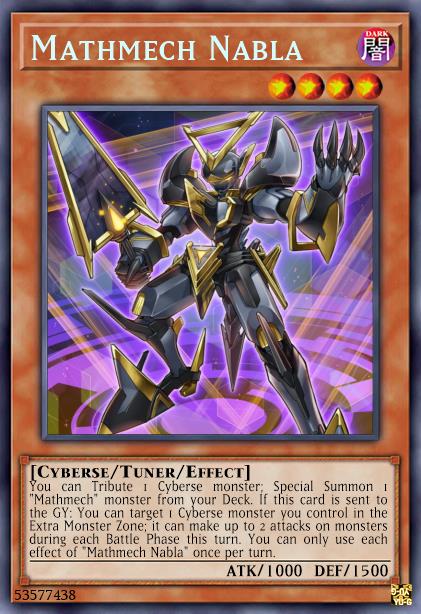 Mathmech Nabla
DARK
闇
[Cyberse/Tuner/Effect]
You can Tribute 1 Cyberse monster; Special Summon 1
"Mathmech" monster from your Deck. If this card is sent to
the GY: You can target 1 Cyberse monster you control in the
Extra Monster Zone; it can make up to 2 attacks on monsters
during each Battle Phase this turn. You can only use each
effect of "Mathmech Nabla" once per turn.
ATK/1000 DEF/1500
53577438